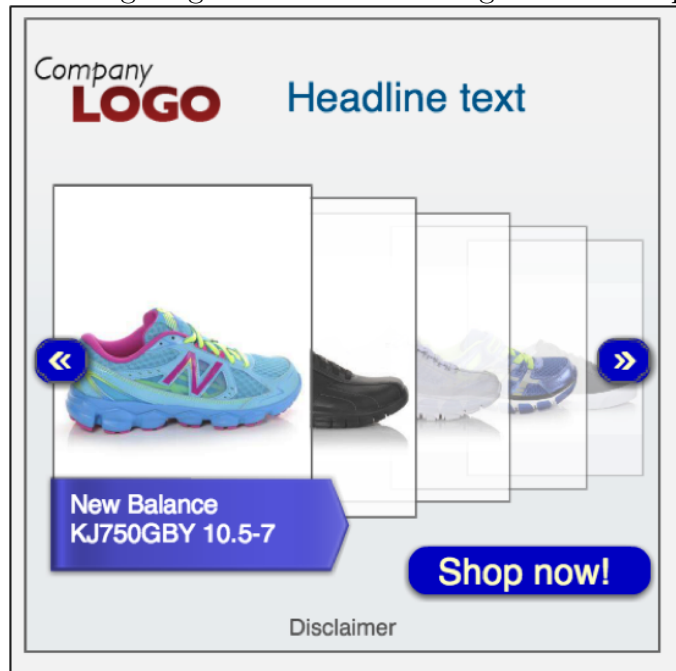 Company
LOGO
Headline text
«
»
New Balance
KJ750GBY 10.5-7
Shop now!
Disclaimer